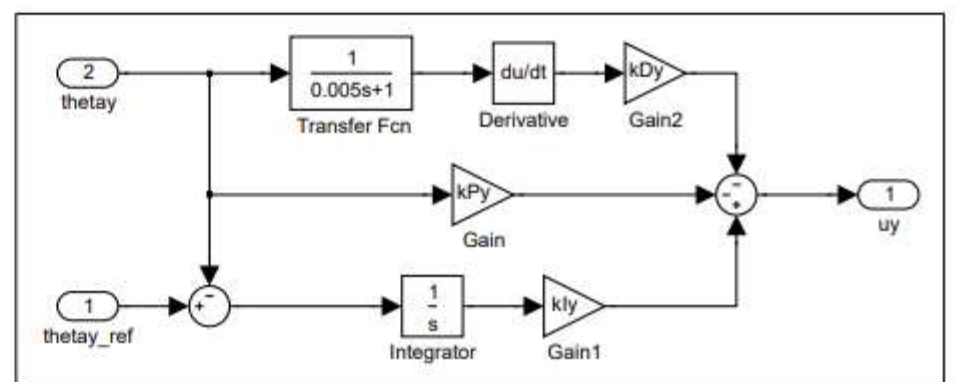 2
thetay
1
0.005s+1
Transfer Fcn
du/dt
Derivative
kDy
Gain2
kPy
Gain
1
uy
1
thetay_ref
1
s
Integrator
kIy
Gain1